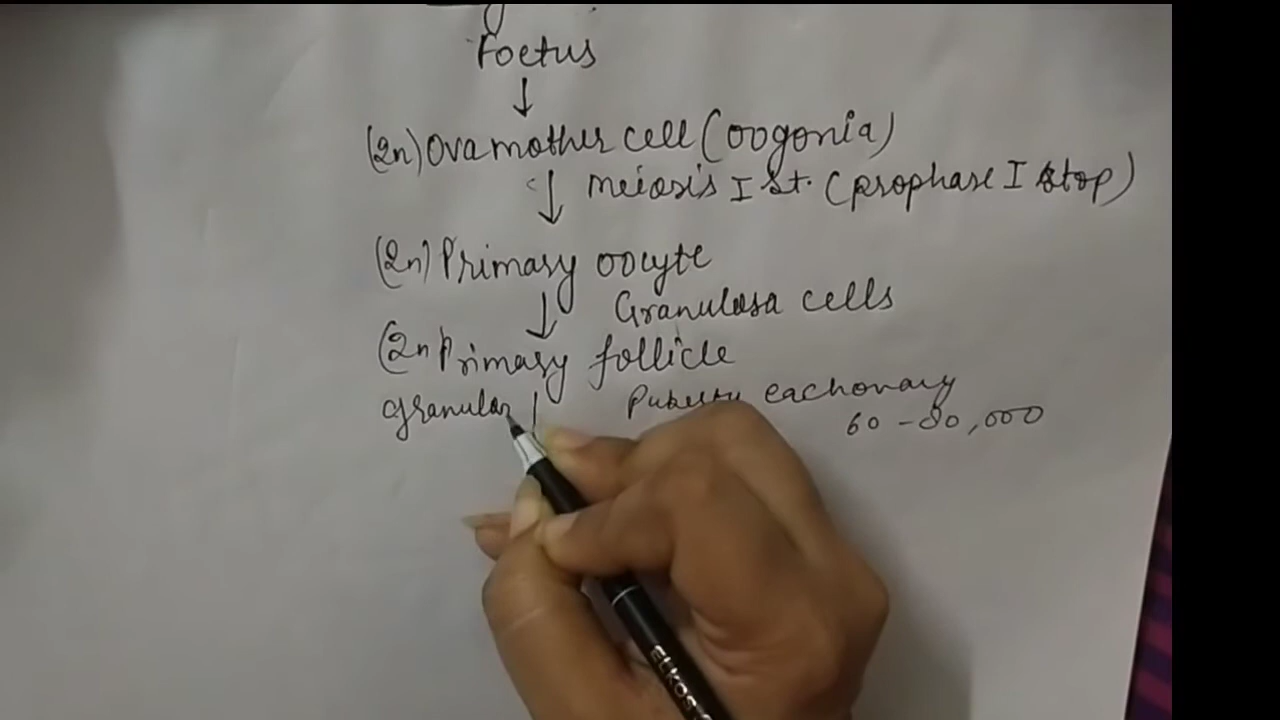 Foetus
(2n) Ova mother cell (oogonia)
meiosis I st. (prophase I stop)
(2n) Primary oocyte
Granulosa cells
(2n Primary follicle
granular
Puberty each ovary
60 - 80,000
ELKOS